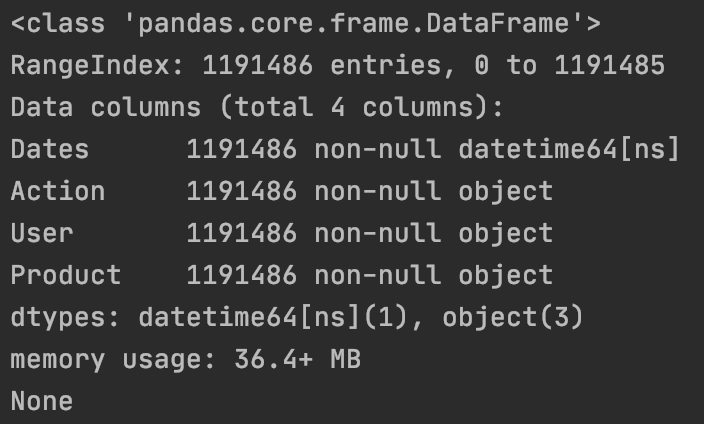 <class 'pandas.core.frame.DataFrame'>
RangeIndex: 1191486 entries, 0 to 1191485
Data columns (total 4 columns):
Dates      1191486 non-null datetime64[ns]
Action     1191486 non-null object
User       1191486 non-null object
Product    1191486 non-null object
dtypes: datetime64[ns](1), object(3)
memory usage: 36.4+ MB
None